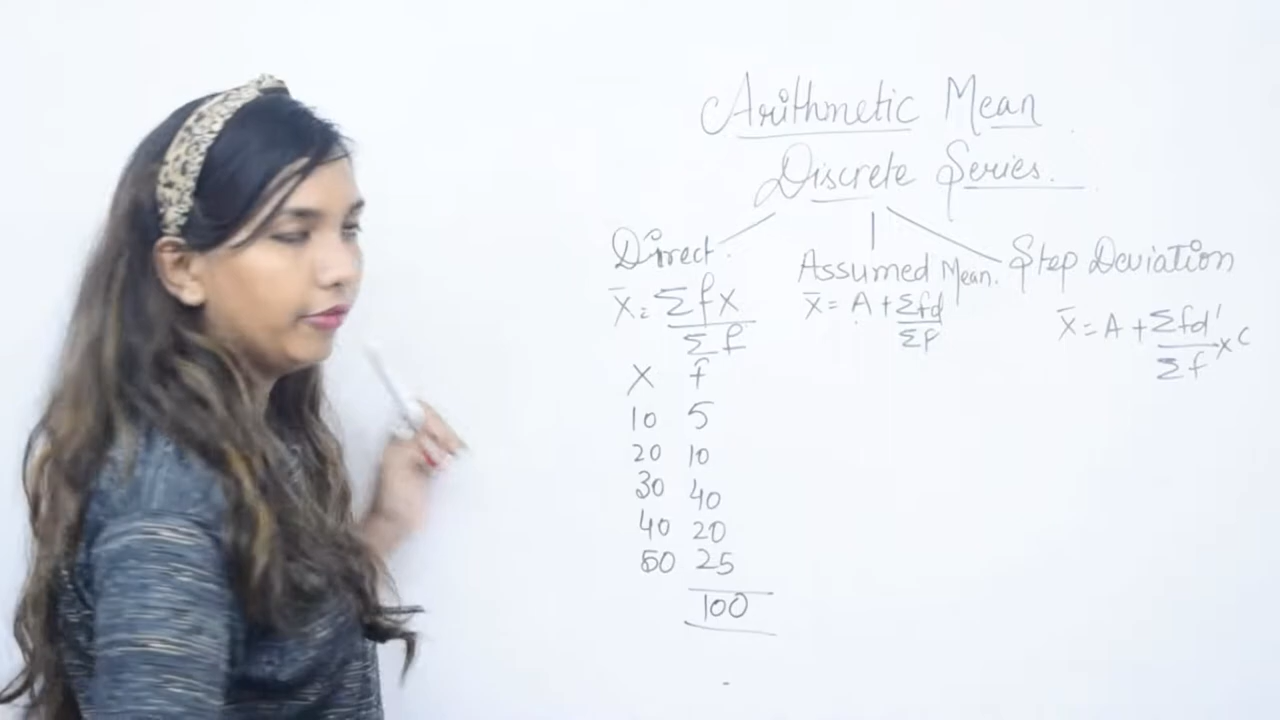 Arithmetic Mean
Discrete Series.
Direct.
Assumed Mean.
Step Deviation
X̄ = Σfx / Σf
X̄ = A + Σfd / Σf
X̄ = A + Σfd' / Σf × C
X f
10 5
20 10
30 40
40 20
50 25
100